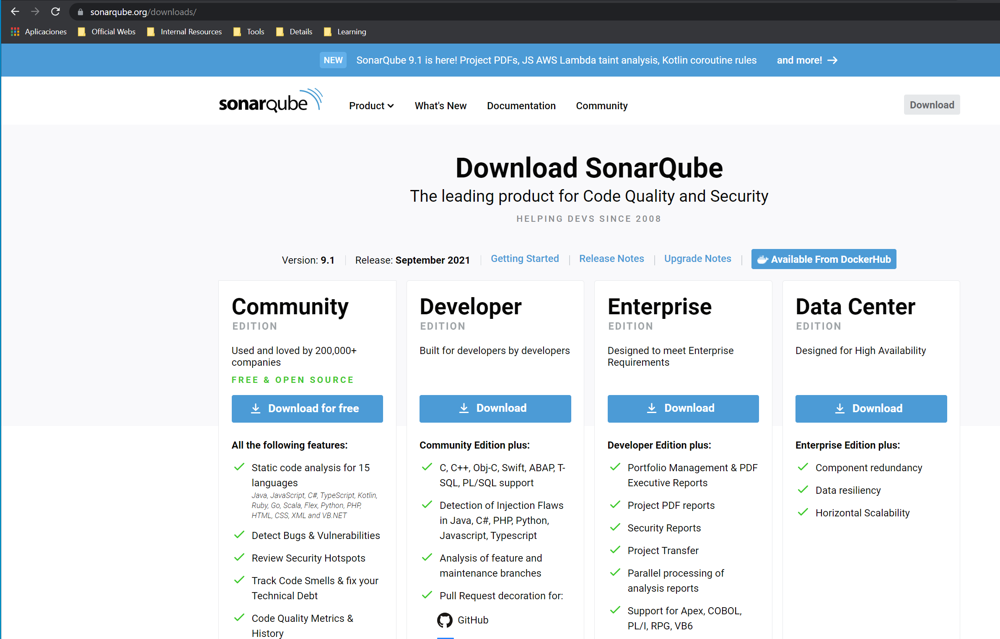 sonarqube.org/downloads/
Aplicaciones Official Webs Internal Resources Tools Details Learning
NEW SonarQube 9.1 is here! Project PDFs, JS AWS Lambda taint analysis, Kotlin coroutine rules and more! →
sonarqube Product What's New Documentation Community Download
Download SonarQube
The leading product for Code Quality and Security
HELPING DEVS SINCE 2008
Version: 9.1 | Release: September 2021 | Getting Started | Release Notes | Upgrade Notes | Available From DockerHub
Community
EDITION
Used and loved by 200,000+
companies
FREE & OPEN SOURCE
Download for free
All the following features:
Static code analysis for 15
languages
Java, JavaScript, C#, TypeScript, Kotlin,
Ruby, Go, Scala, Flex, Python, PHP,
HTML, CSS, XML and VB.NET
Detect Bugs & Vulnerabilities
Review Security Hotspots
Track Code Smells & fix your
Technical Debt
Code Quality Metrics &
History
Developer
EDITION
Built for developers by developers
Download
Community Edition plus:
C, C++, Obj-C, Swift, ABAP, T-
SQL, PL/SQL support
Detection of Injection Flaws
in Java, C#, PHP, Python,
Javascript, Typescript
Analysis of feature and
maintenance branches
Pull Request decoration for:
GitHub
Enterprise
EDITION
Designed to meet Enterprise
Requirements
Download
Developer Edition plus:
Portfolio Management & PDF
Executive Reports
Project PDF reports
Security Reports
Project Transfer
Parallel processing of
analysis reports
Support for Apex, COBOL,
PL/I, RPG, VB6
Data Center
EDITION
Designed for High Availability
Download
Enterprise Edition plus:
Component redundancy
Data resiliency
Horizontal Scalability